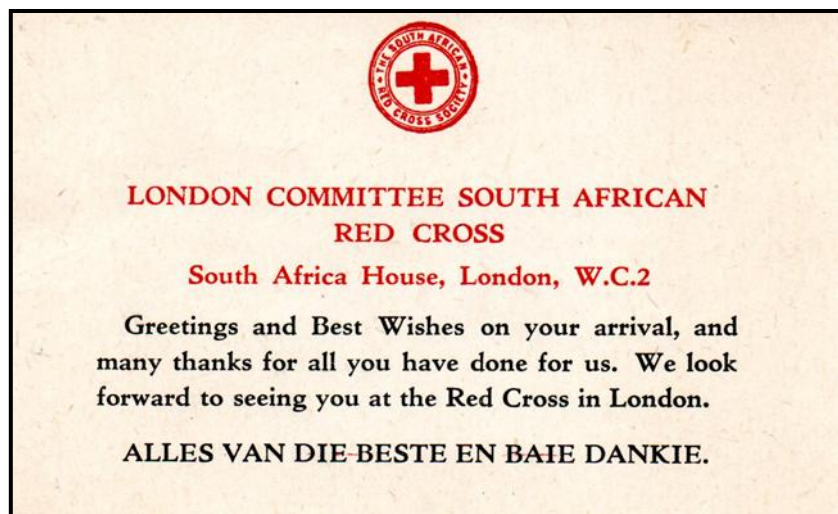 THE SOUTH AFRICAN
RED CROSS SOCIETY
LONDON COMMITTEE SOUTH AFRICAN
RED CROSS
South Africa House, London, W.C.2
Greetings and Best Wishes on your arrival, and
many thanks for all you have done for us. We look
forward to seeing you at the Red Cross in London.
ALLES VAN DIE BESTE EN BAIE DANKIE.